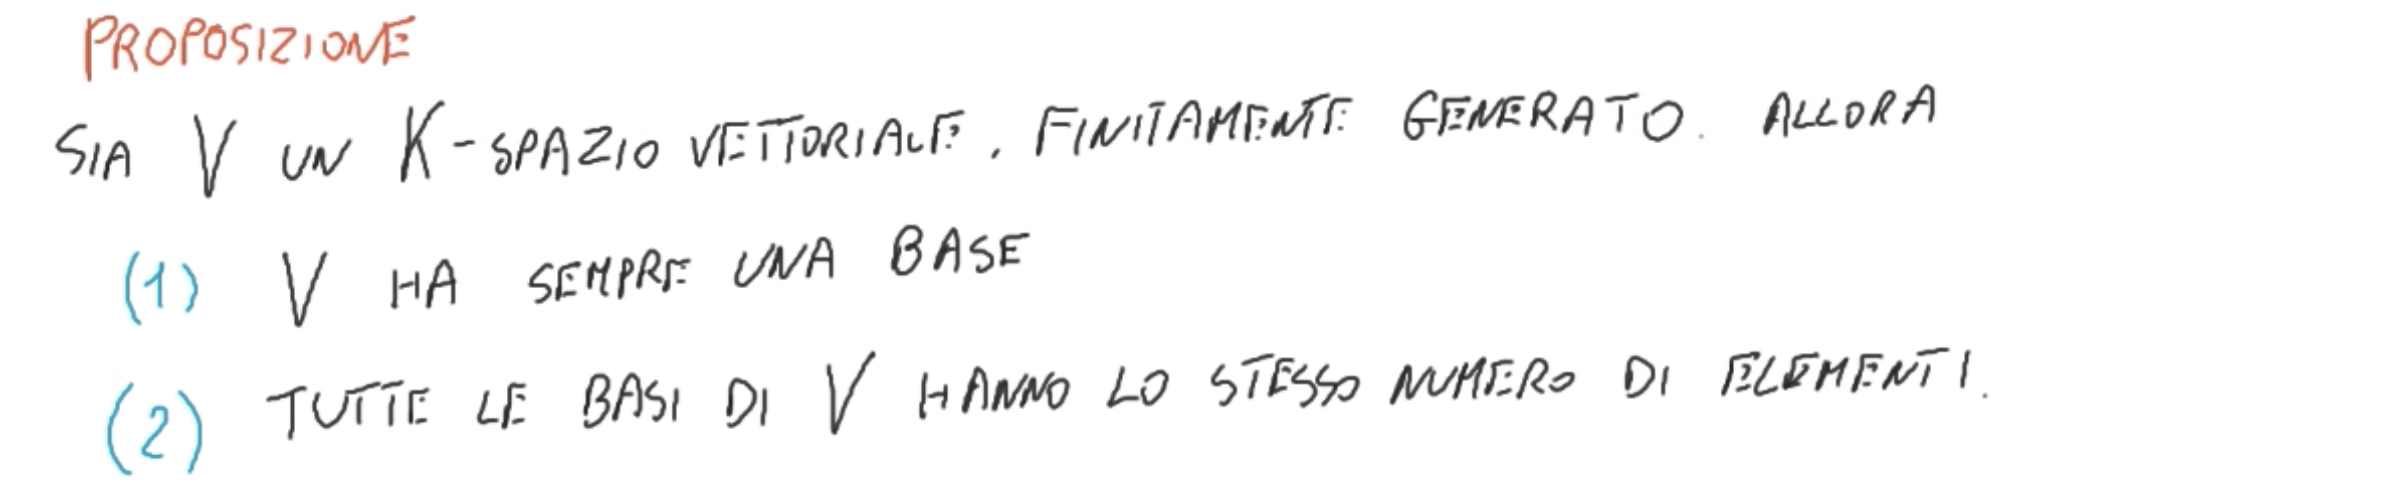 PROPOSIZIONE
SIA V UN K-SPAZIO VETTORIALE, FINITAMENTE GENERATO. ALLORA
(1) V HA SEMPRE UNA BASE
(2) TUTTE LE BASI DI V HANNO LO STESSO NUMERO DI ELEMENTI.